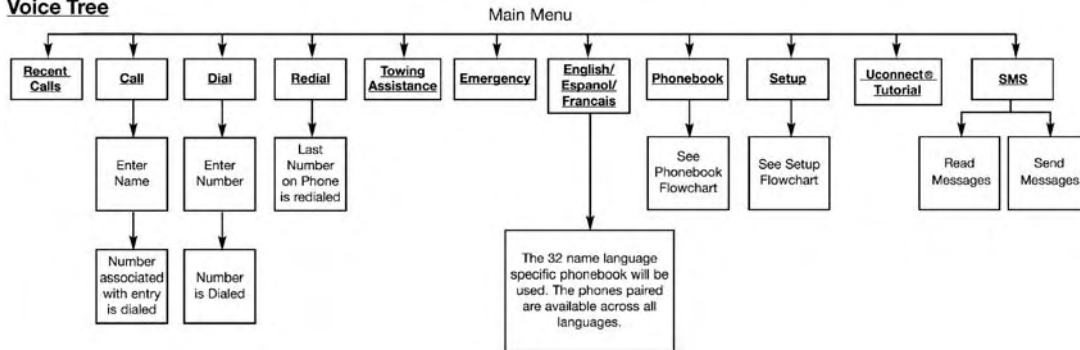 Voice Tree
Main Menu
Recent
Calls
Call
Dial
Redial
Towing
Assistance
Emergency
English/
Espanol/
Francais
Phonebook
Setup
Uconnect®
Tutorial
SMS
Enter
Name
Enter
Number
Last
Number
on Phone
is redialed
See
Phonebook
Flowchart
See Setup
Flowchart
Read
Messages
Send
Messages
Number
associated
with entry
is dialed
Number
is Dialed
The 32 name language
specific phonebook will be
used. The phones paired
are available across all
languages.